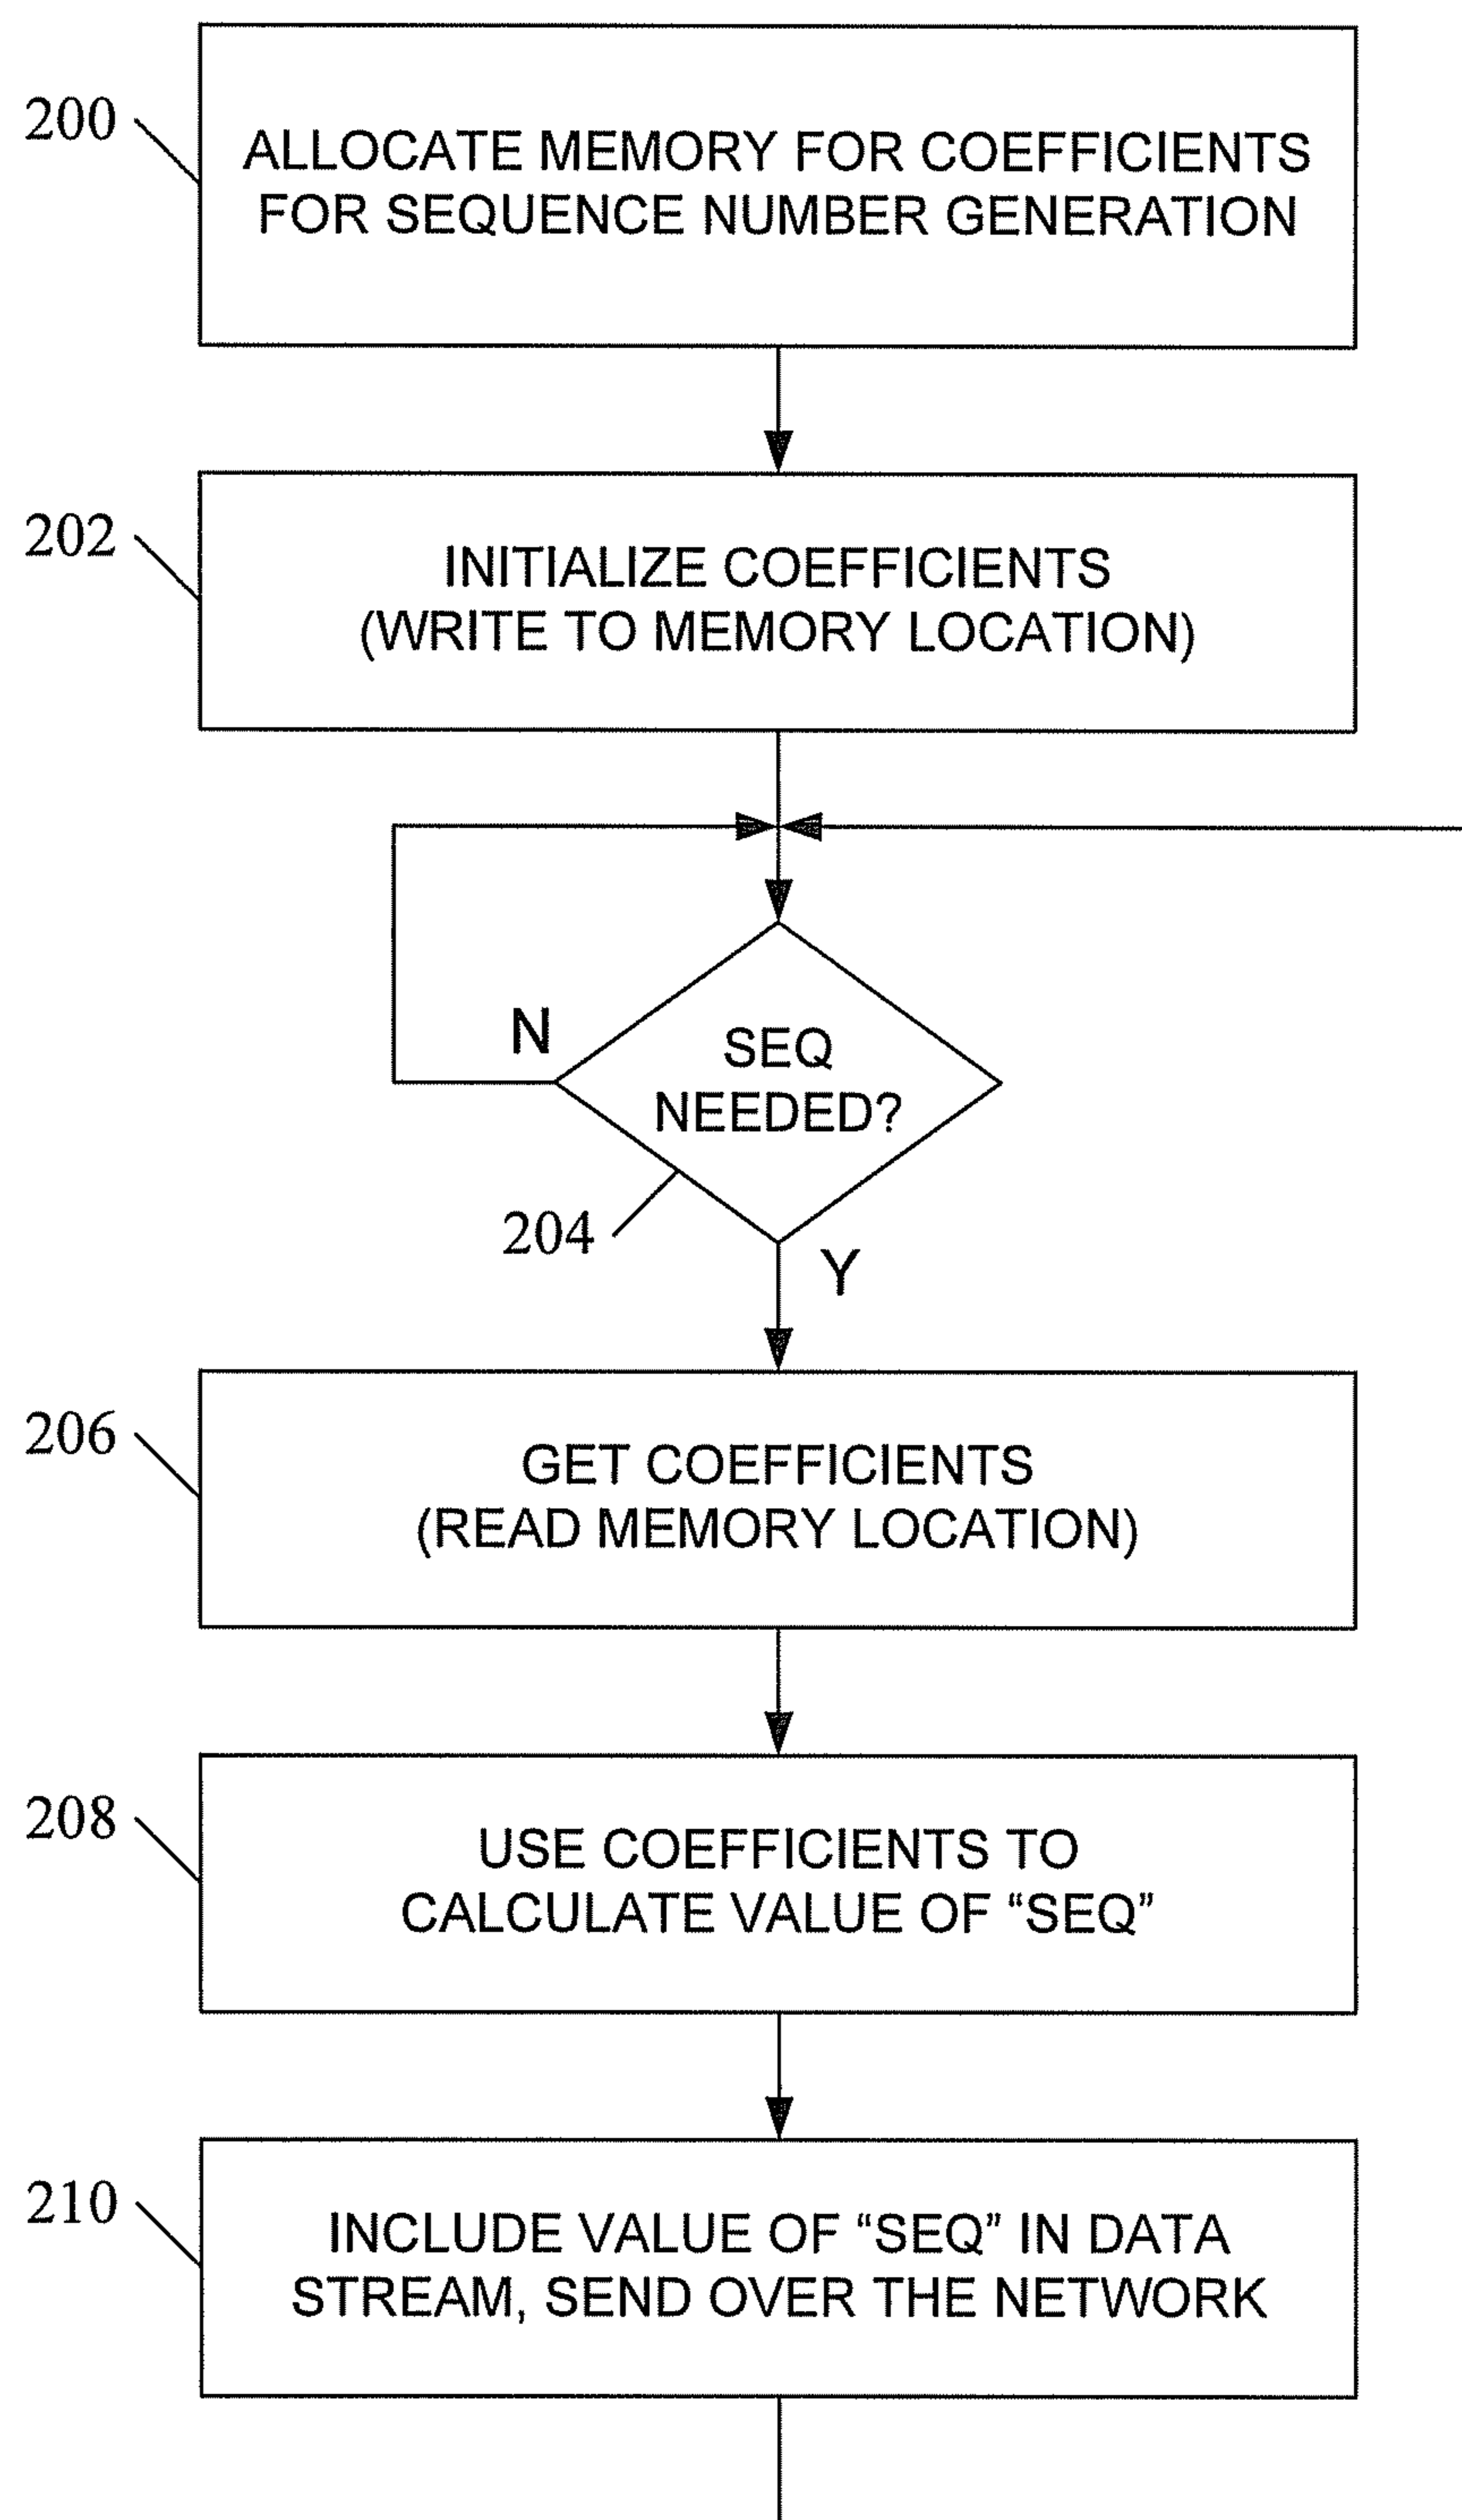 200
ALLOCATE MEMORY FOR COEFFICIENTS
FOR SEQUENCE NUMBER GENERATION
202
INITIALIZE COEFFICIENTS
(WRITE TO MEMORY LOCATION)
N
SEQ
NEEDED?
204
Y
206
GET COEFFICIENTS
(READ MEMORY LOCATION)
208
USE COEFFICIENTS TO
CALCULATE VALUE OF “SEQ”
210
INCLUDE VALUE OF “SEQ” IN DATA
STREAM, SEND OVER THE NETWORK